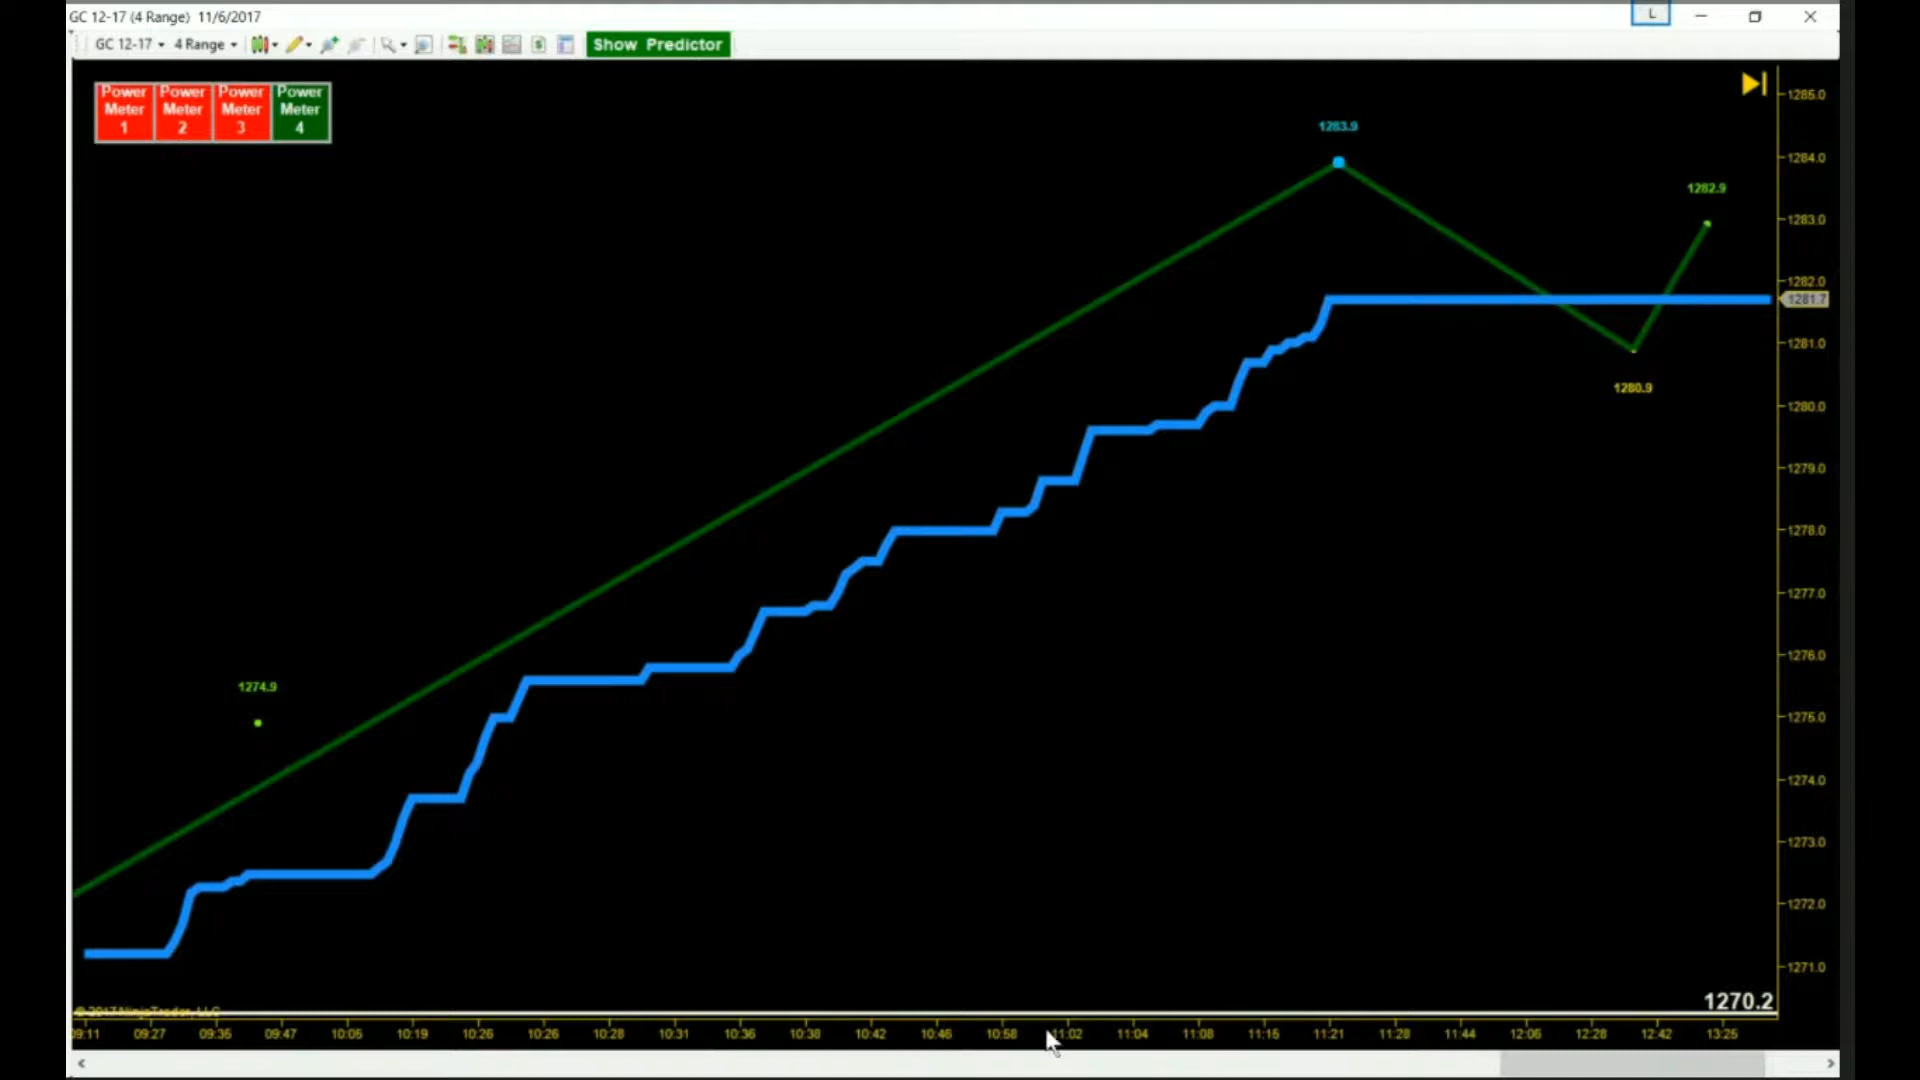 GC 12-17 (4 Range) 11/6/2017
L
GC 12-17 4 Range Show Predictor
Power Meter 1
Power Meter 2
Power Meter 3
Power Meter 4
1285.0
1283.9
1284.0
1282.9
1283.0
1282.0
1281.7
1281.0
1280.9
1280.0
1279.0
1278.0
1277.0
1276.0
1274.9
1275.0
1274.0
1273.0
1272.0
1271.0
1270.2
© 2017 NinjaTrader, LLC
09:11 09:27 09:35 09:47 10:05 10:19 10:26 10:26 10:28 10:31 10:36 10:38 10:42 10:46 10:58 11:02 11:04 11:08 11:15 11:21 11:28 11:44 12:06 12:28 12:42 13:25